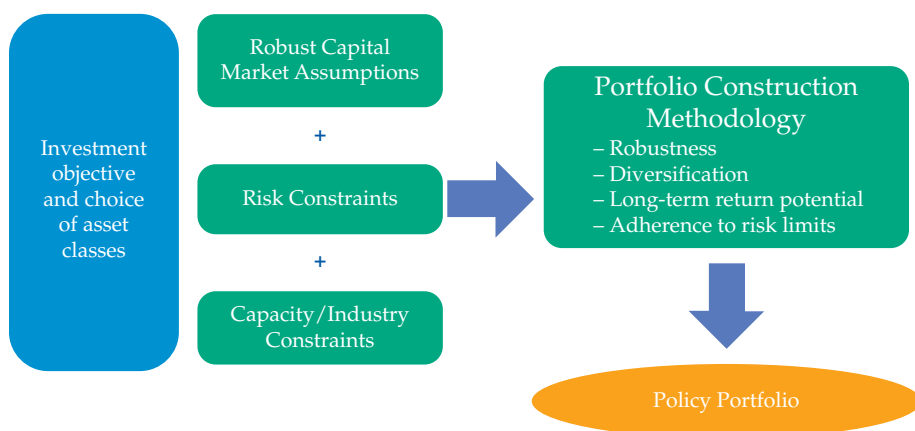 Investment
objective
and choice
of asset
classes
Robust Capital
Market Assumptions
+
Risk Constraints
+
Capacity/Industry
Constraints
Portfolio Construction
Methodology
– Robustness
– Diversification
– Long-term return potential
– Adherence to risk limits
Policy Portfolio